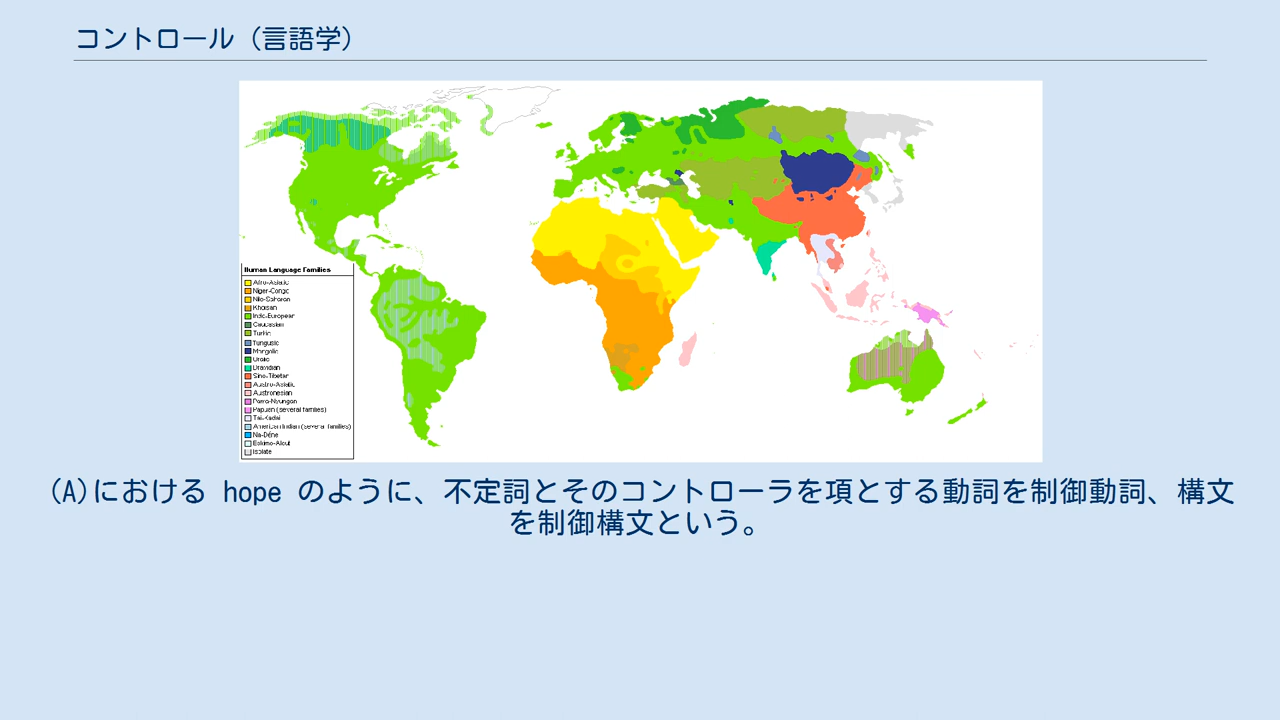 コントロール（言語学）
Human Language Families
Afro-Asiatic
Niger-Congo
Nilo-Saharan
Khoisan
Indo-European
Caucasian
Turkic
Tungusic
Mongolic
Uralic
Dravidian
Sino-Tibetan
Austro-Asiatic
Austronesian
Pama-Nyungan
Papuan (several families)
Tai-Kadai
American Indian (several families)
Na-Dené
Eskimo-Aleut
Isolate
(A)における hope のように、不定詞とそのコントローラを項とする動詞を制御動詞、構文
を制御構文という。